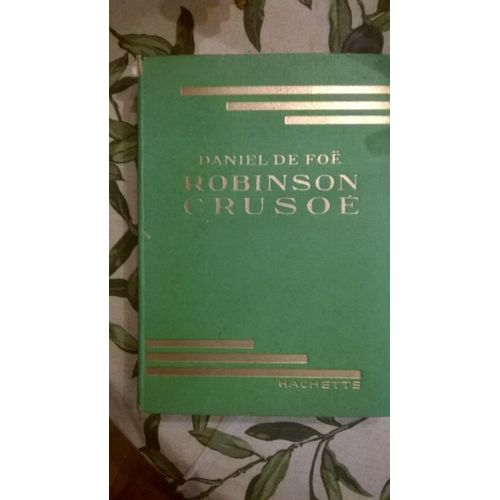 DANIEL DE FOË
ROBINSON
CRUSOÉ
HACHETTE